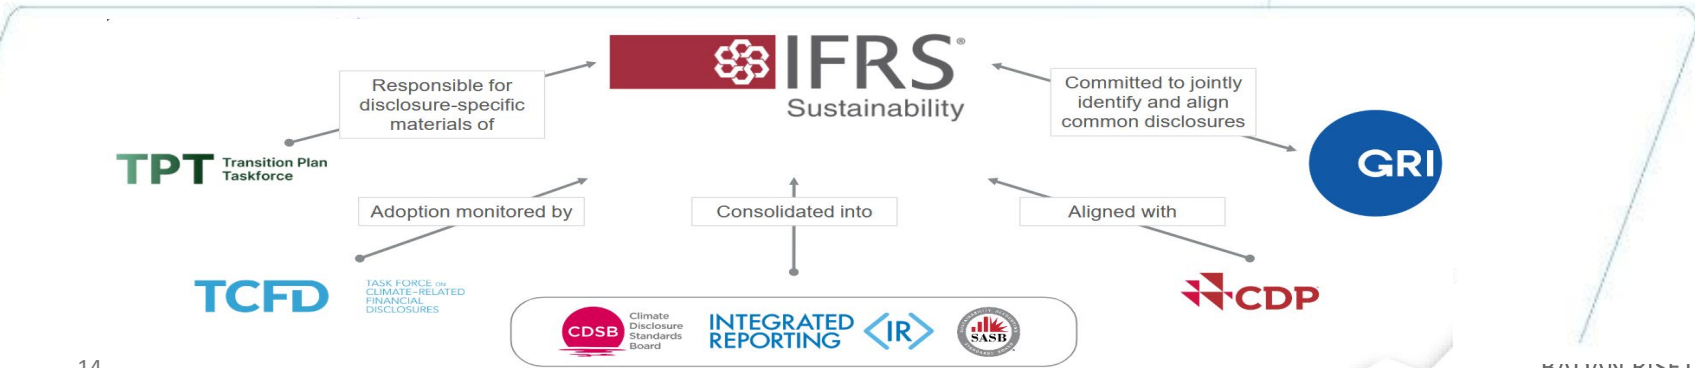 IFRS®
Sustainability
Responsible for
disclosure-specific
materials of
Committed to jointly
identify and align
common disclosures
TPT Transition Plan
Taskforce
GRI
Adoption monitored by
Consolidated into
Aligned with
TCFD
TASK FORCE ON
CLIMATE-RELATED
FINANCIAL
DISCLOSURES
CDP
CDSB
Climate
Disclosure
Standards
Board
INTEGRATED
REPORTING
<IR>
SASB
14